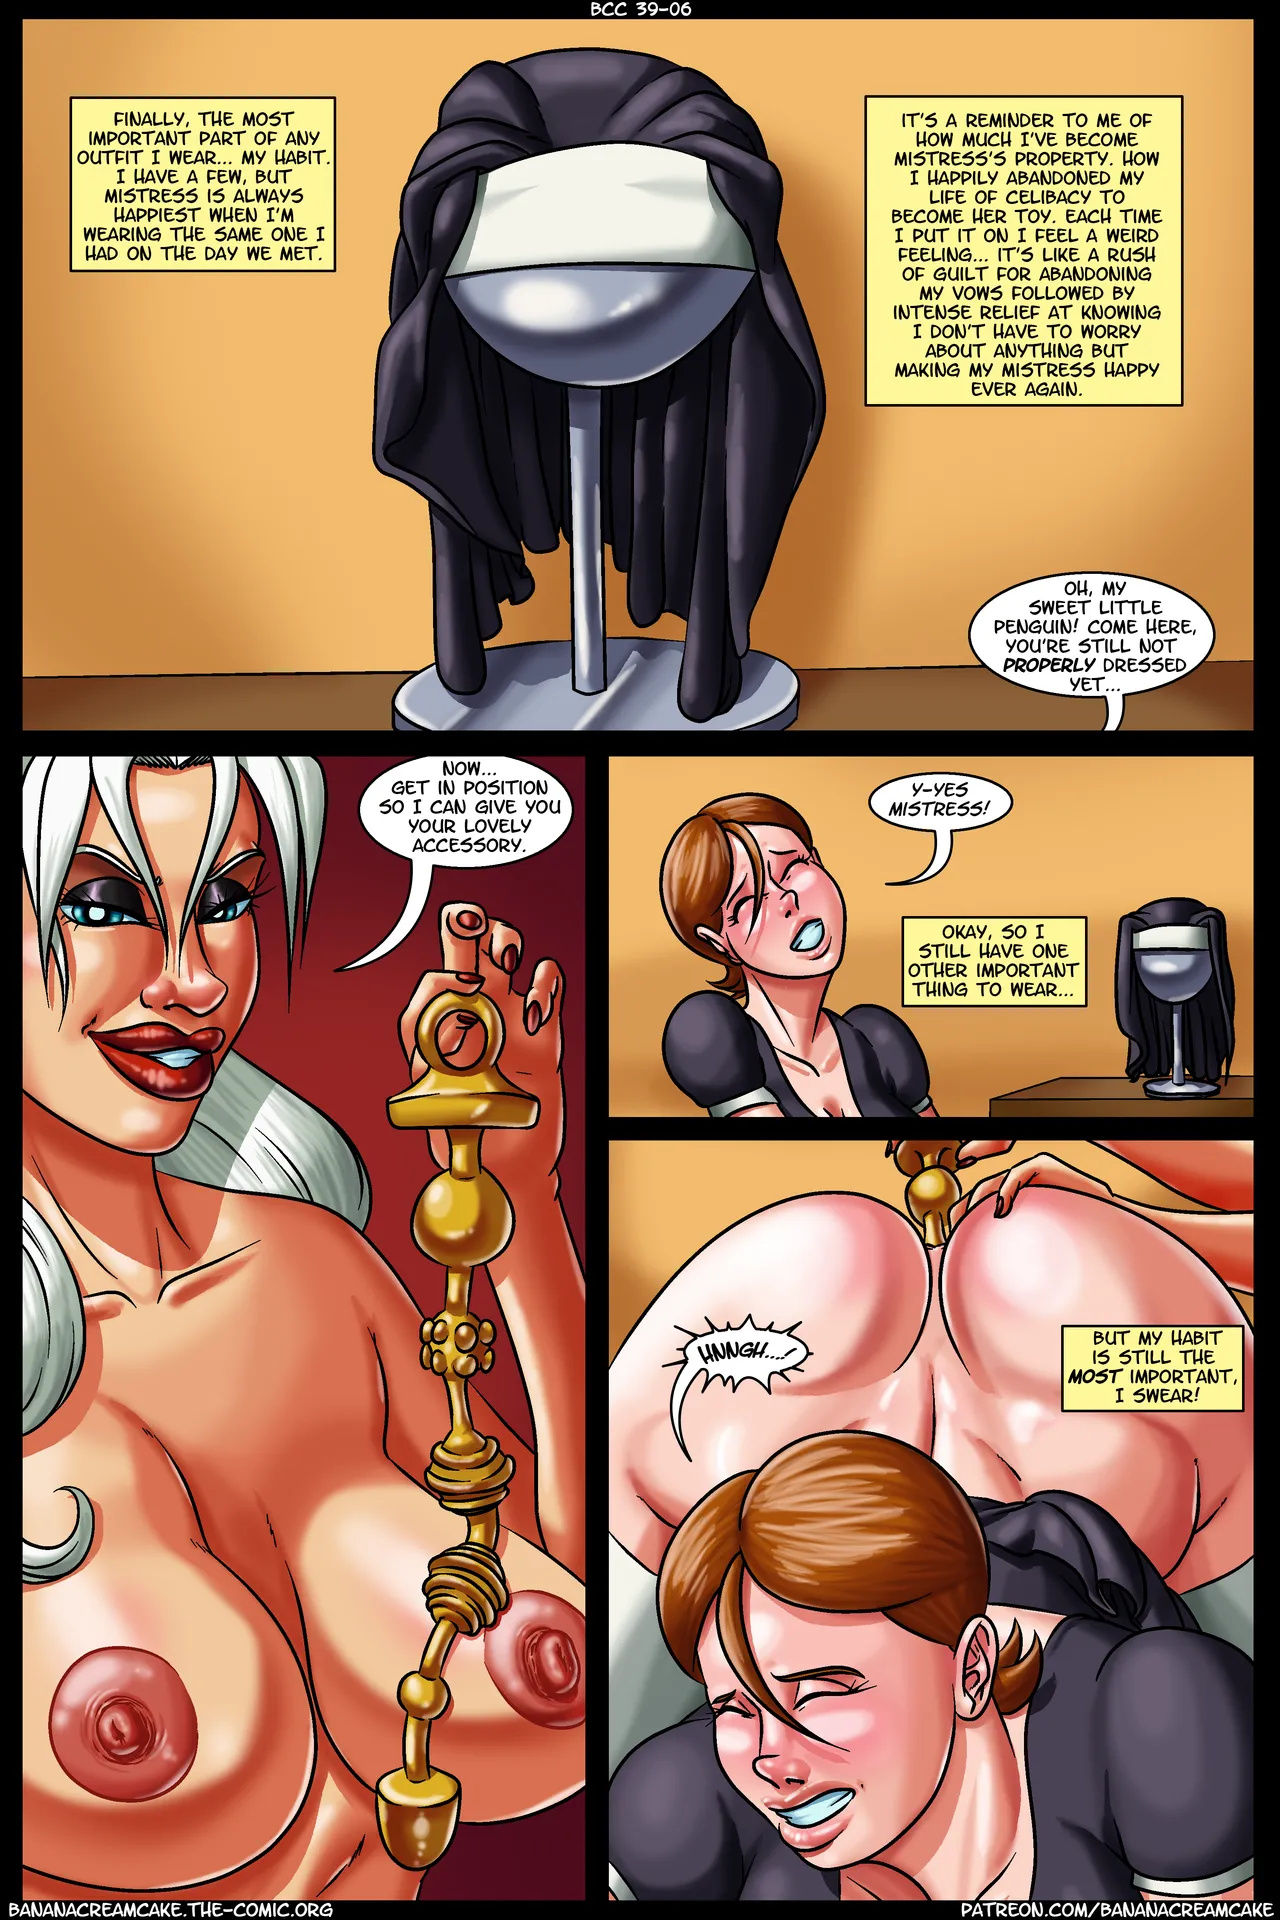 BCC 39-06
FINALLY, THE MOST
IMPORTANT PART OF ANY
OUTFIT I WEAR... MY HABIT.
I HAVE A FEW, BUT
MISTRESS IS ALWAYS
HAPPIEST WHEN I'M
WEARING THE SAME ONE I
HAD ON THE DAY WE MET.
IT'S A REMINDER TO ME OF
HOW MUCH I'VE BECOME
MISTRESS'S PROPERTY. HOW
I HAPPILY ABANDONED MY
LIFE OF CELIBACY TO
BECOME HER TOY. EACH TIME
I PUT IT ON I FEEL A WEIRD
FEELING... IT'S LIKE A RUSH
OF GUILT FOR ABANDONING
MY VOWS FOLLOWED BY
INTENSE RELIEF AT KNOWING
I DON'T HAVE TO WORRY
ABOUT ANYTHING BUT
MAKING MY MISTRESS HAPPY
EVER AGAIN.
OH, MY
SWEET LITTLE
PENGUIN! COME HERE,
YOU'RE STILL NOT
PROPERLY DRESSED
YET...
NOW...
GET IN POSITION
SO I CAN GIVE YOU
YOUR LOVELY
ACCESSORY.
Y-YES
MISTRESS!
OKAY, SO I
STILL HAVE ONE
OTHER IMPORTANT
THING TO WEAR...
HNNGH....!
BUT MY HABIT
IS STILL THE
MOST IMPORTANT,
I SWEAR!
BANANACREAMCAKE.THE-COMIC.ORG
PATREON.COM/BANANACREAMCAKE